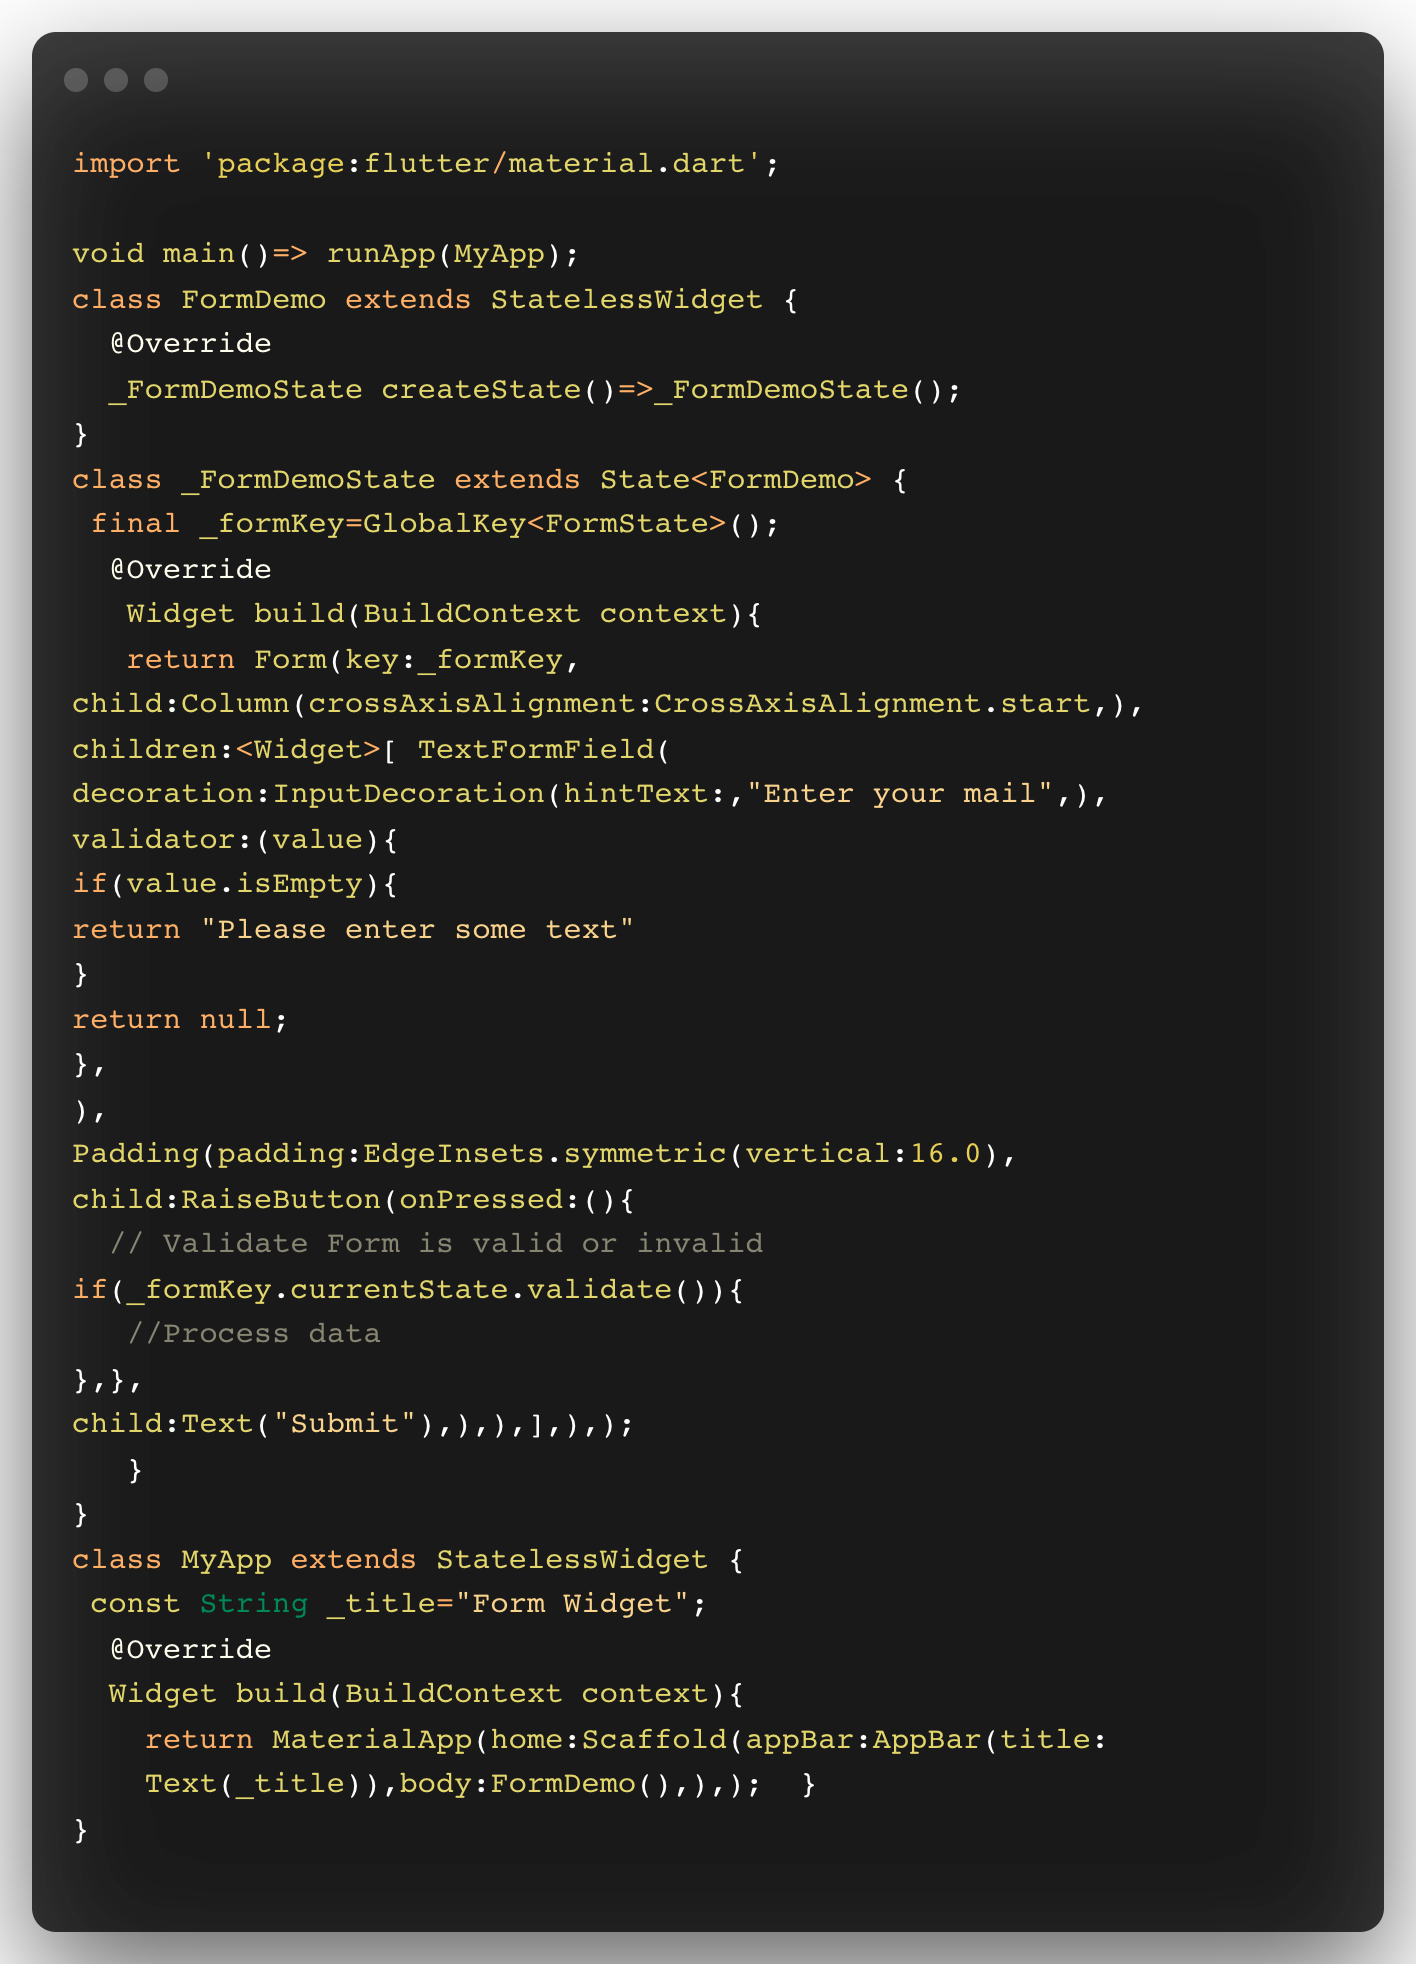 import 'package:flutter/material.dart';

void main()=> runApp(MyApp);
class FormDemo extends StatelessWidget {
  @Override
  _FormDemoState createState()=>_FormDemoState();
}
class _FormDemoState extends State<FormDemo> {
 final _formKey=GlobalKey<FormState>();
  @Override
   Widget build(BuildContext context){
   return Form(key:_formKey,
child:Column(crossAxisAlignment:CrossAxisAlignment.start,),
children:<Widget>[ TextFormField(
decoration:InputDecoration(hintText:,"Enter your mail",),
validator:(value){
if(value.isEmpty){
return "Please enter some text"
}
return null;
},
),
Padding(padding:EdgeInsets.symmetric(vertical:16.0),
child:RaiseButton(onPressed:(){
  // Validate Form is valid or invalid
if(_formKey.currentState.validate()){
   //Process data
},},
child:Text("Submit"),),),],),);
   }
}
class MyApp extends StatelessWidget {
 const String _title="Form Widget";
  @Override
  Widget build(BuildContext context){
    return MaterialApp(home:Scaffold(appBar:AppBar(title:
    Text(_title)),body:FormDemo(),),);  }
}